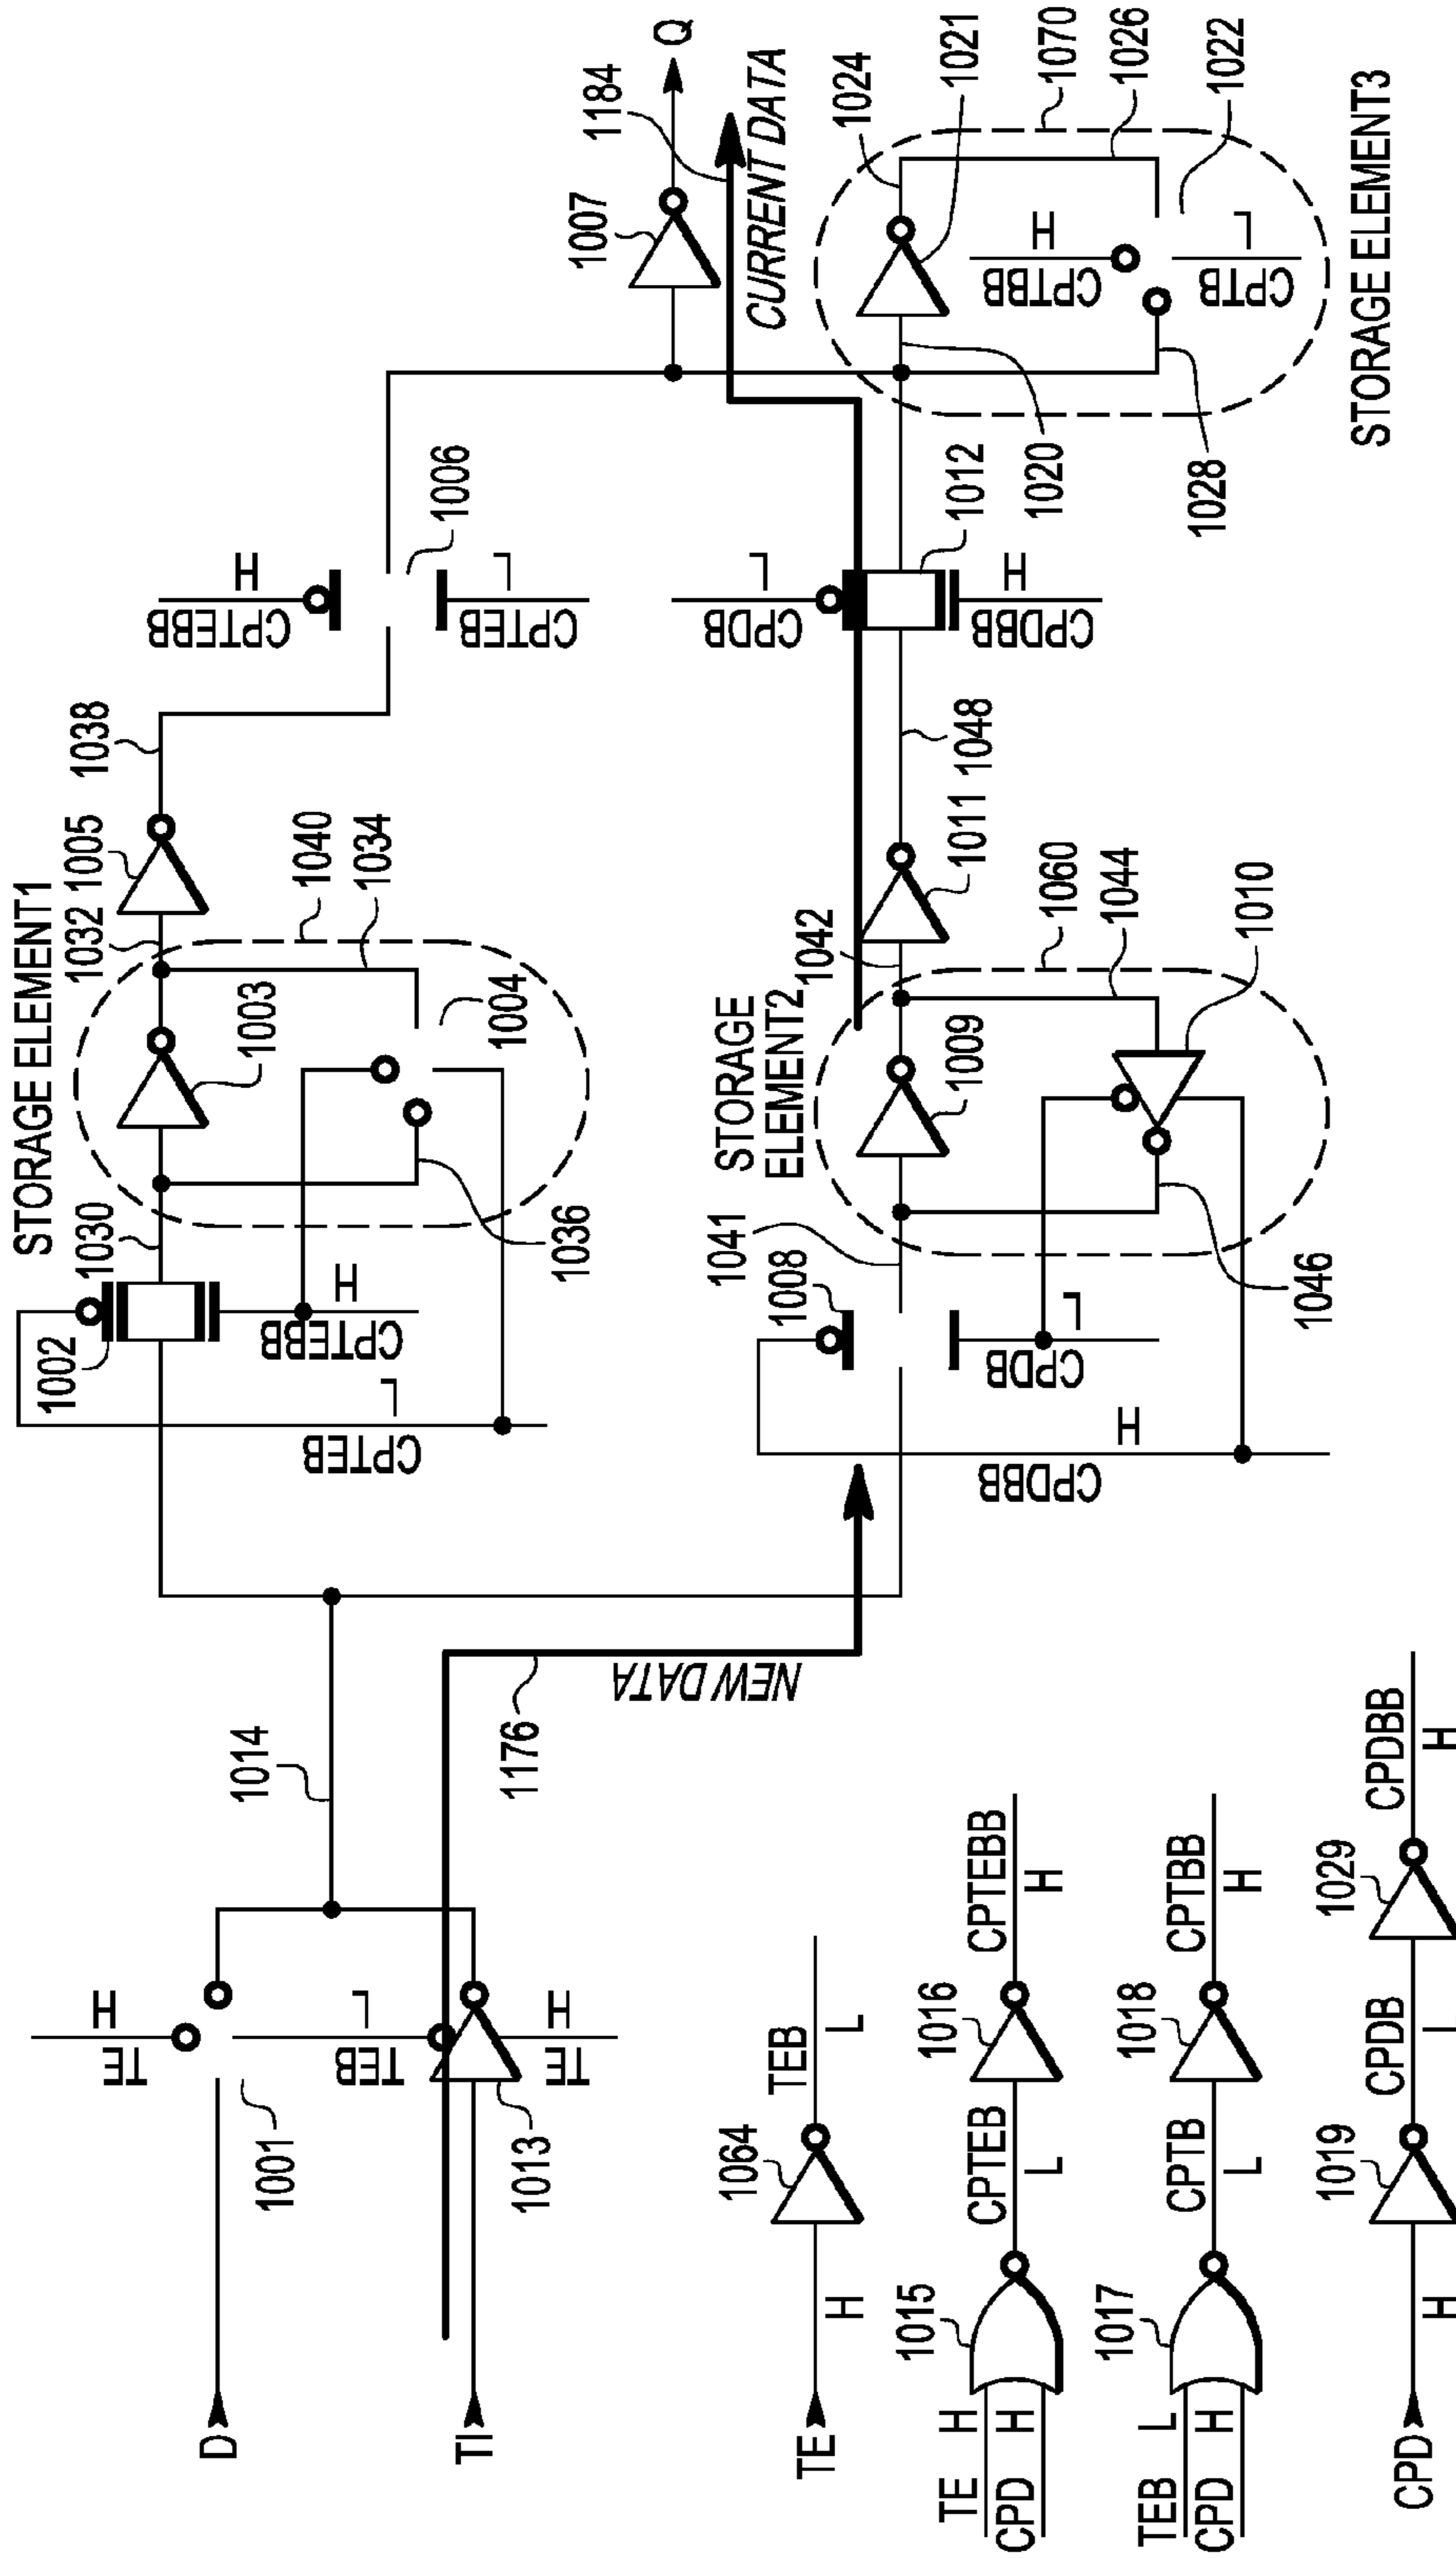 D
TE
H
1001
TEB
L
TI
TE
H
1013
1014
1176
NEW DATA
1002
CPTEB
L
CPTEBB
H
STORAGE ELEMENT1
1030
1003
1004
1036
1032
1005
1040
1034
1038
CPTEBB
H
1006
CPTEB
L
1007
Q
1184
CURRENT DATA
1008
CPDBB
H
CPDB
L
1041
STORAGE
ELEMENT2
1009
1046
1042
1011
1060
1044
1010
1048
CPDB
L
CPDBB
H
1012
1020
1028
1024
1021
CPTBB
H
CPTB
L
1070
1026
1022
STORAGE ELEMENT3
TE
H
1064
TEB
L
TE
H
CPD
H
1015
CPTEB
L
1016
CPTEBB
H
TEB
L
CPD
H
1017
CPTB
L
1018
CPTBB
H
CPD
H
1019
CPDB
L
1029
CPDBB
H